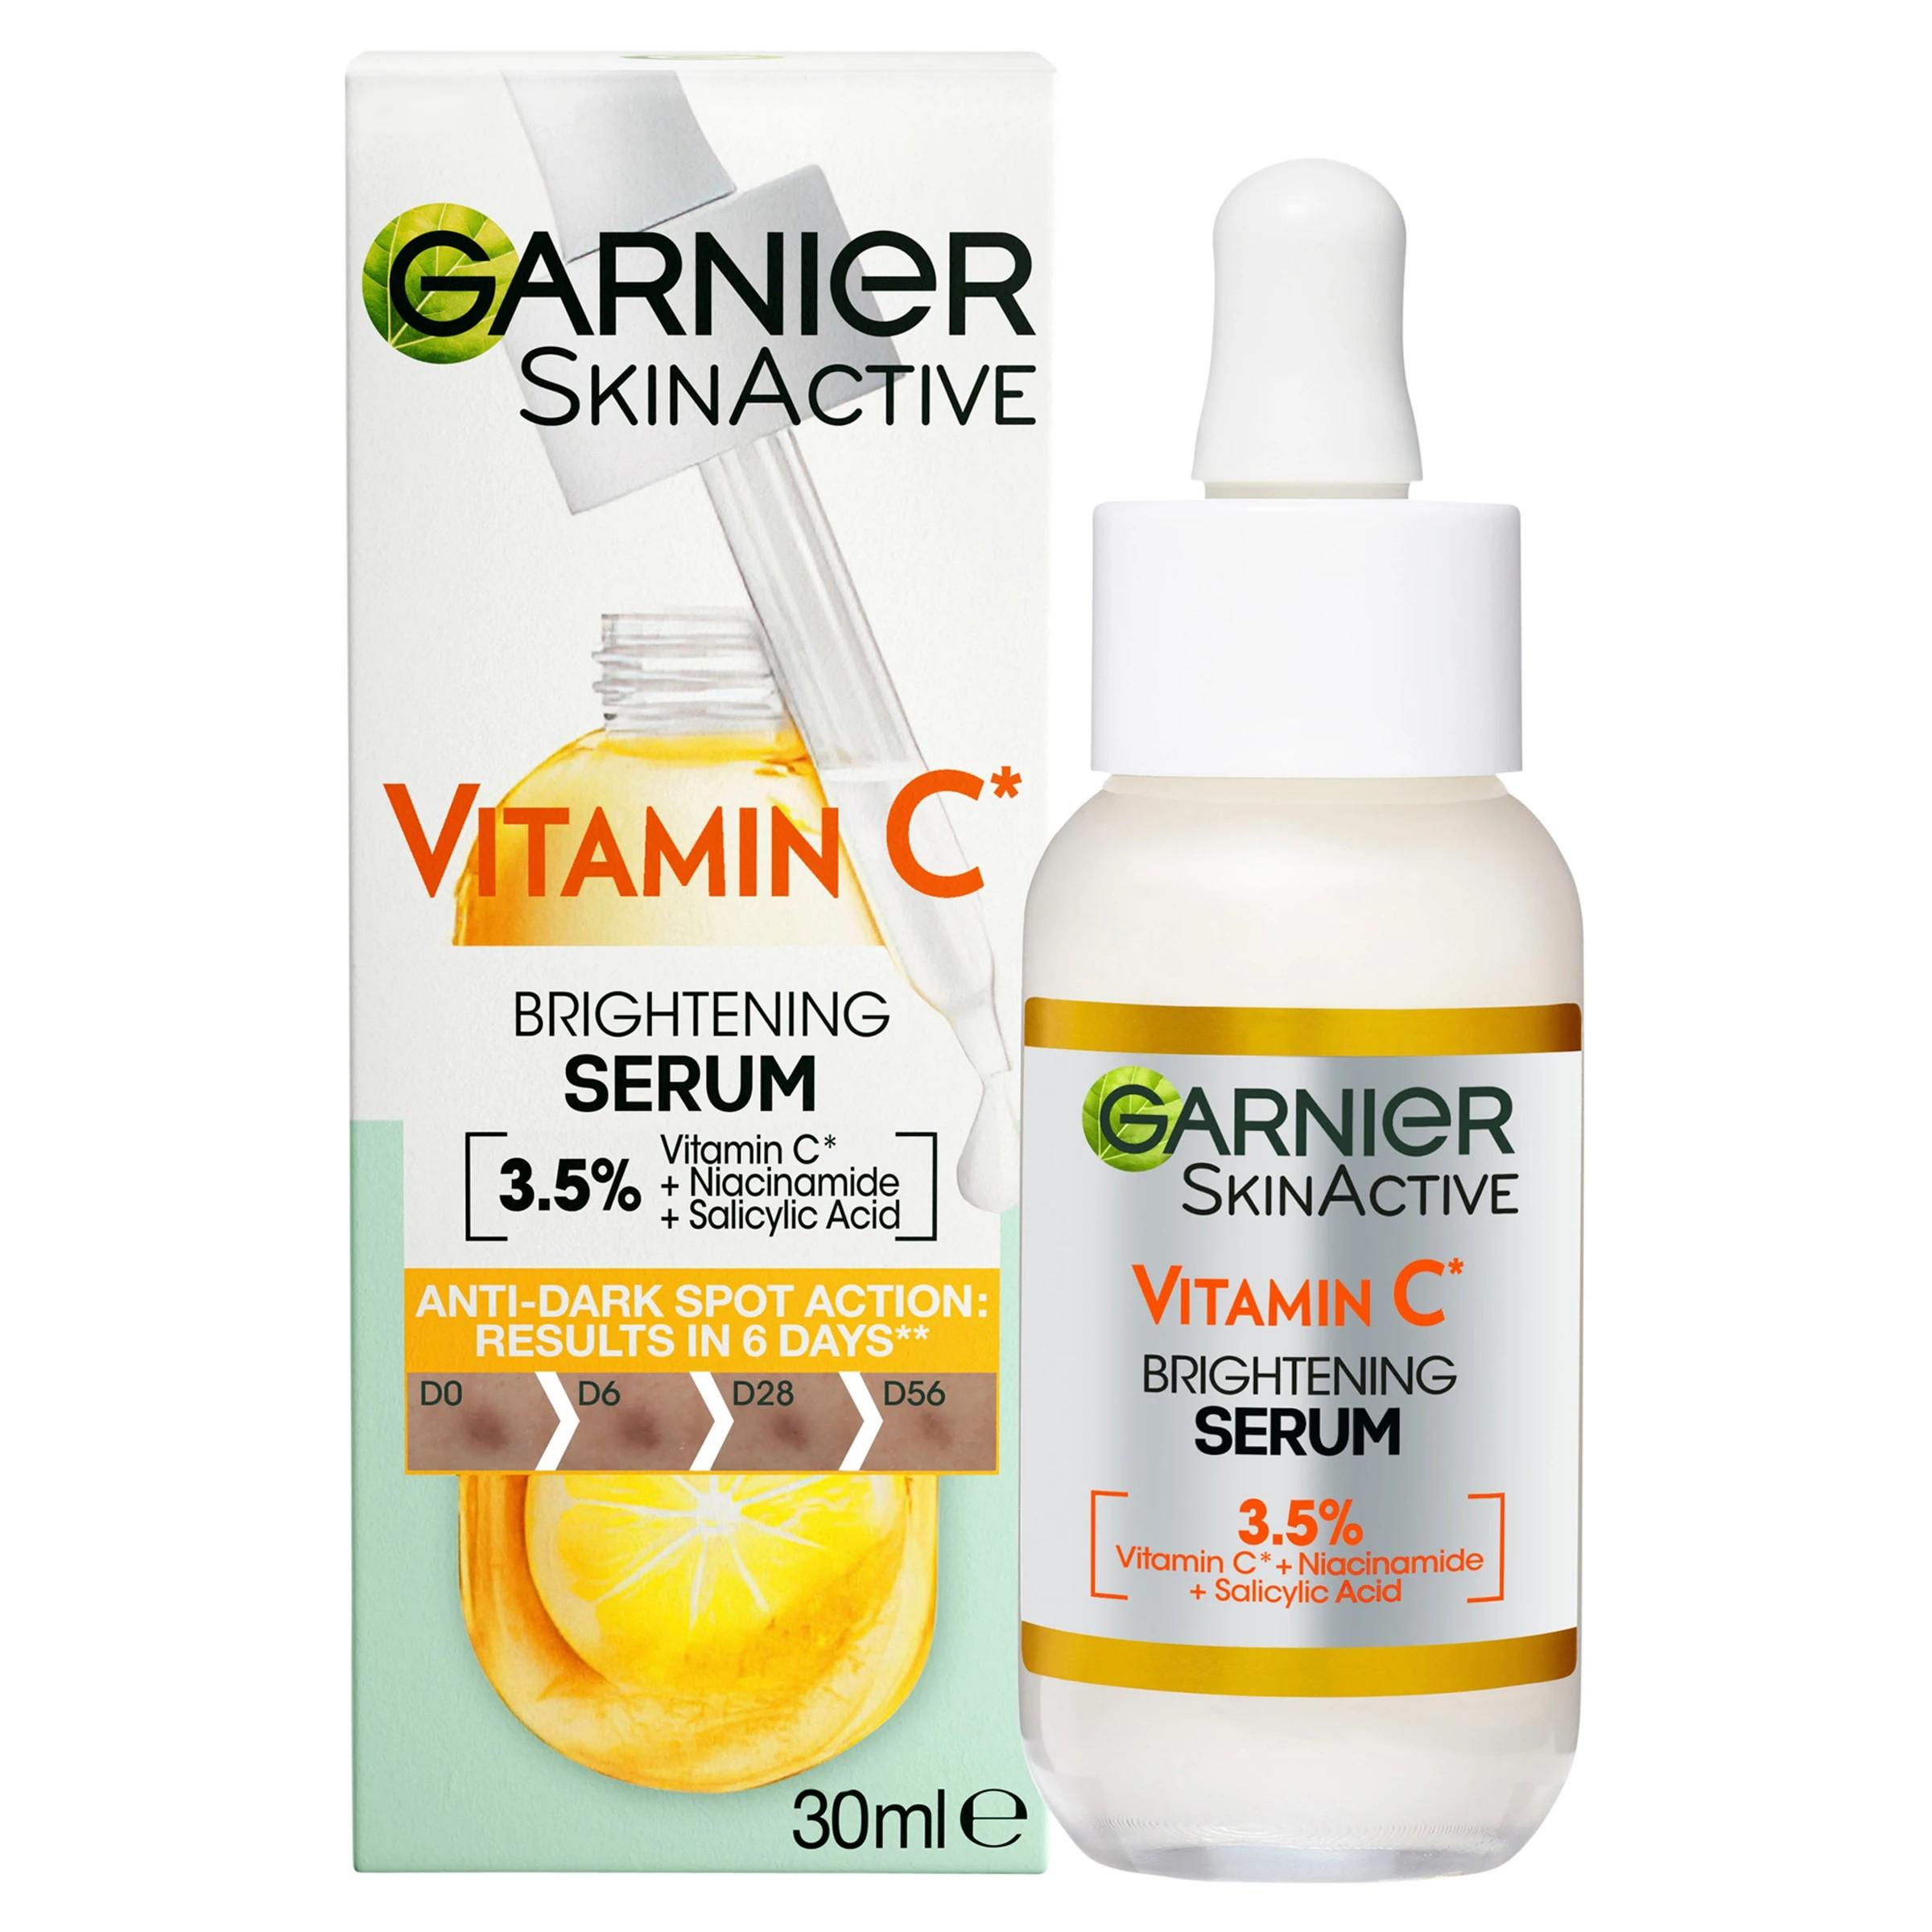 GARNIER
SKINACTIVE
VITAMIN C*
BRIGHTENING
SERUM
3.5% Vitamin C*
+ Niacinamide
+ Salicylic Acid
ANTI-DARK SPOT ACTION:
RESULTS IN 6 DAYS**
D0 D6 D28 D56
30ml e
GARNIER
SKINACTIVE
VITAMIN C*
BRIGHTENING
SERUM
3.5%
Vitamin C* + Niacinamide
+ Salicylic Acid